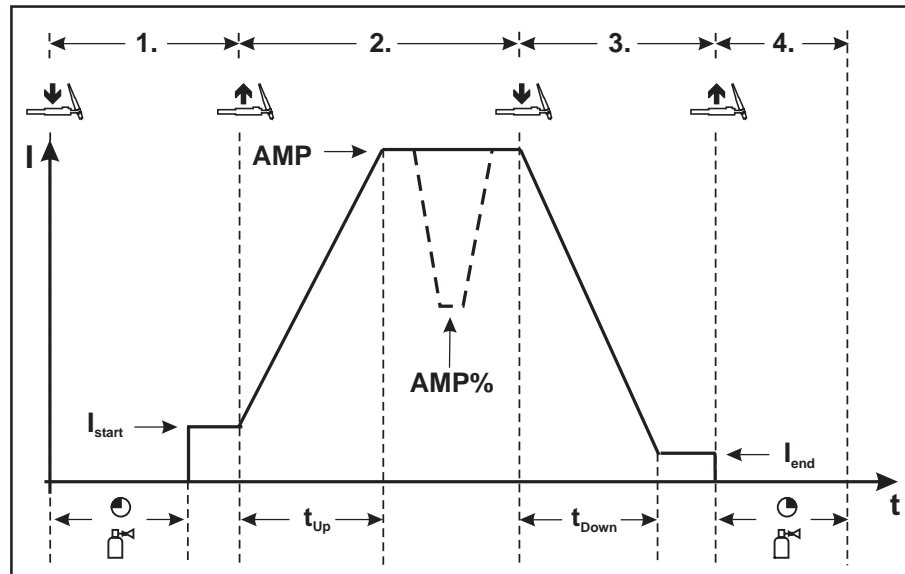 1. 2. 3. 4.
I
AMP
AMP%
Istart
Iend
t
tUp tDown